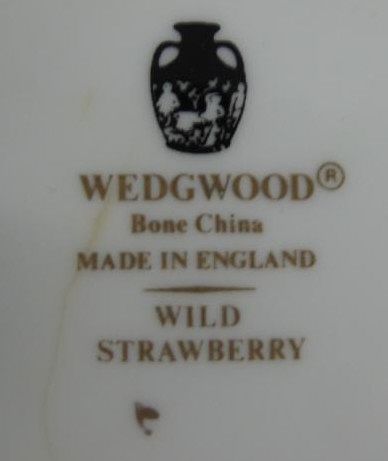 WEDGWOOD®
Bone China
MADE IN ENGLAND
WILD
STRAWBERRY